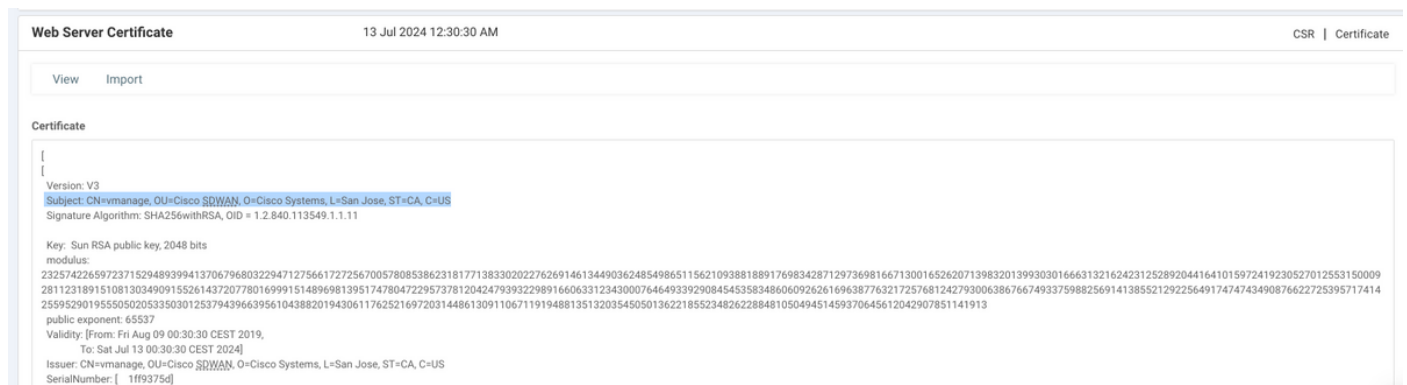 Web Server Certificate 13 Jul 2024 12:30:30 AM CSR | Certificate
View Import
Certificate
[
[
Version: V3
Subject: CN=vmanage, OU=Cisco SDWAN, O=Cisco Systems, L=San Jose, ST=CA, C=US
Signature Algorithm: SHA256withRSA, OID = 1.2.840.113549.1.1.11
Key: Sun RSA public key, 2048 bits
modulus:
public exponent: 65537
Validity: [From: Fri Aug 09 00:30:30 CEST 2019,
To: Sat Jul 13 00:30:30 CEST 2024]
Issuer: CN=vmanage, OU=Cisco SDWAN, O=Cisco Systems, L=San Jose, ST=CA, C=US
SerialNumber: [ 1ff9375d]